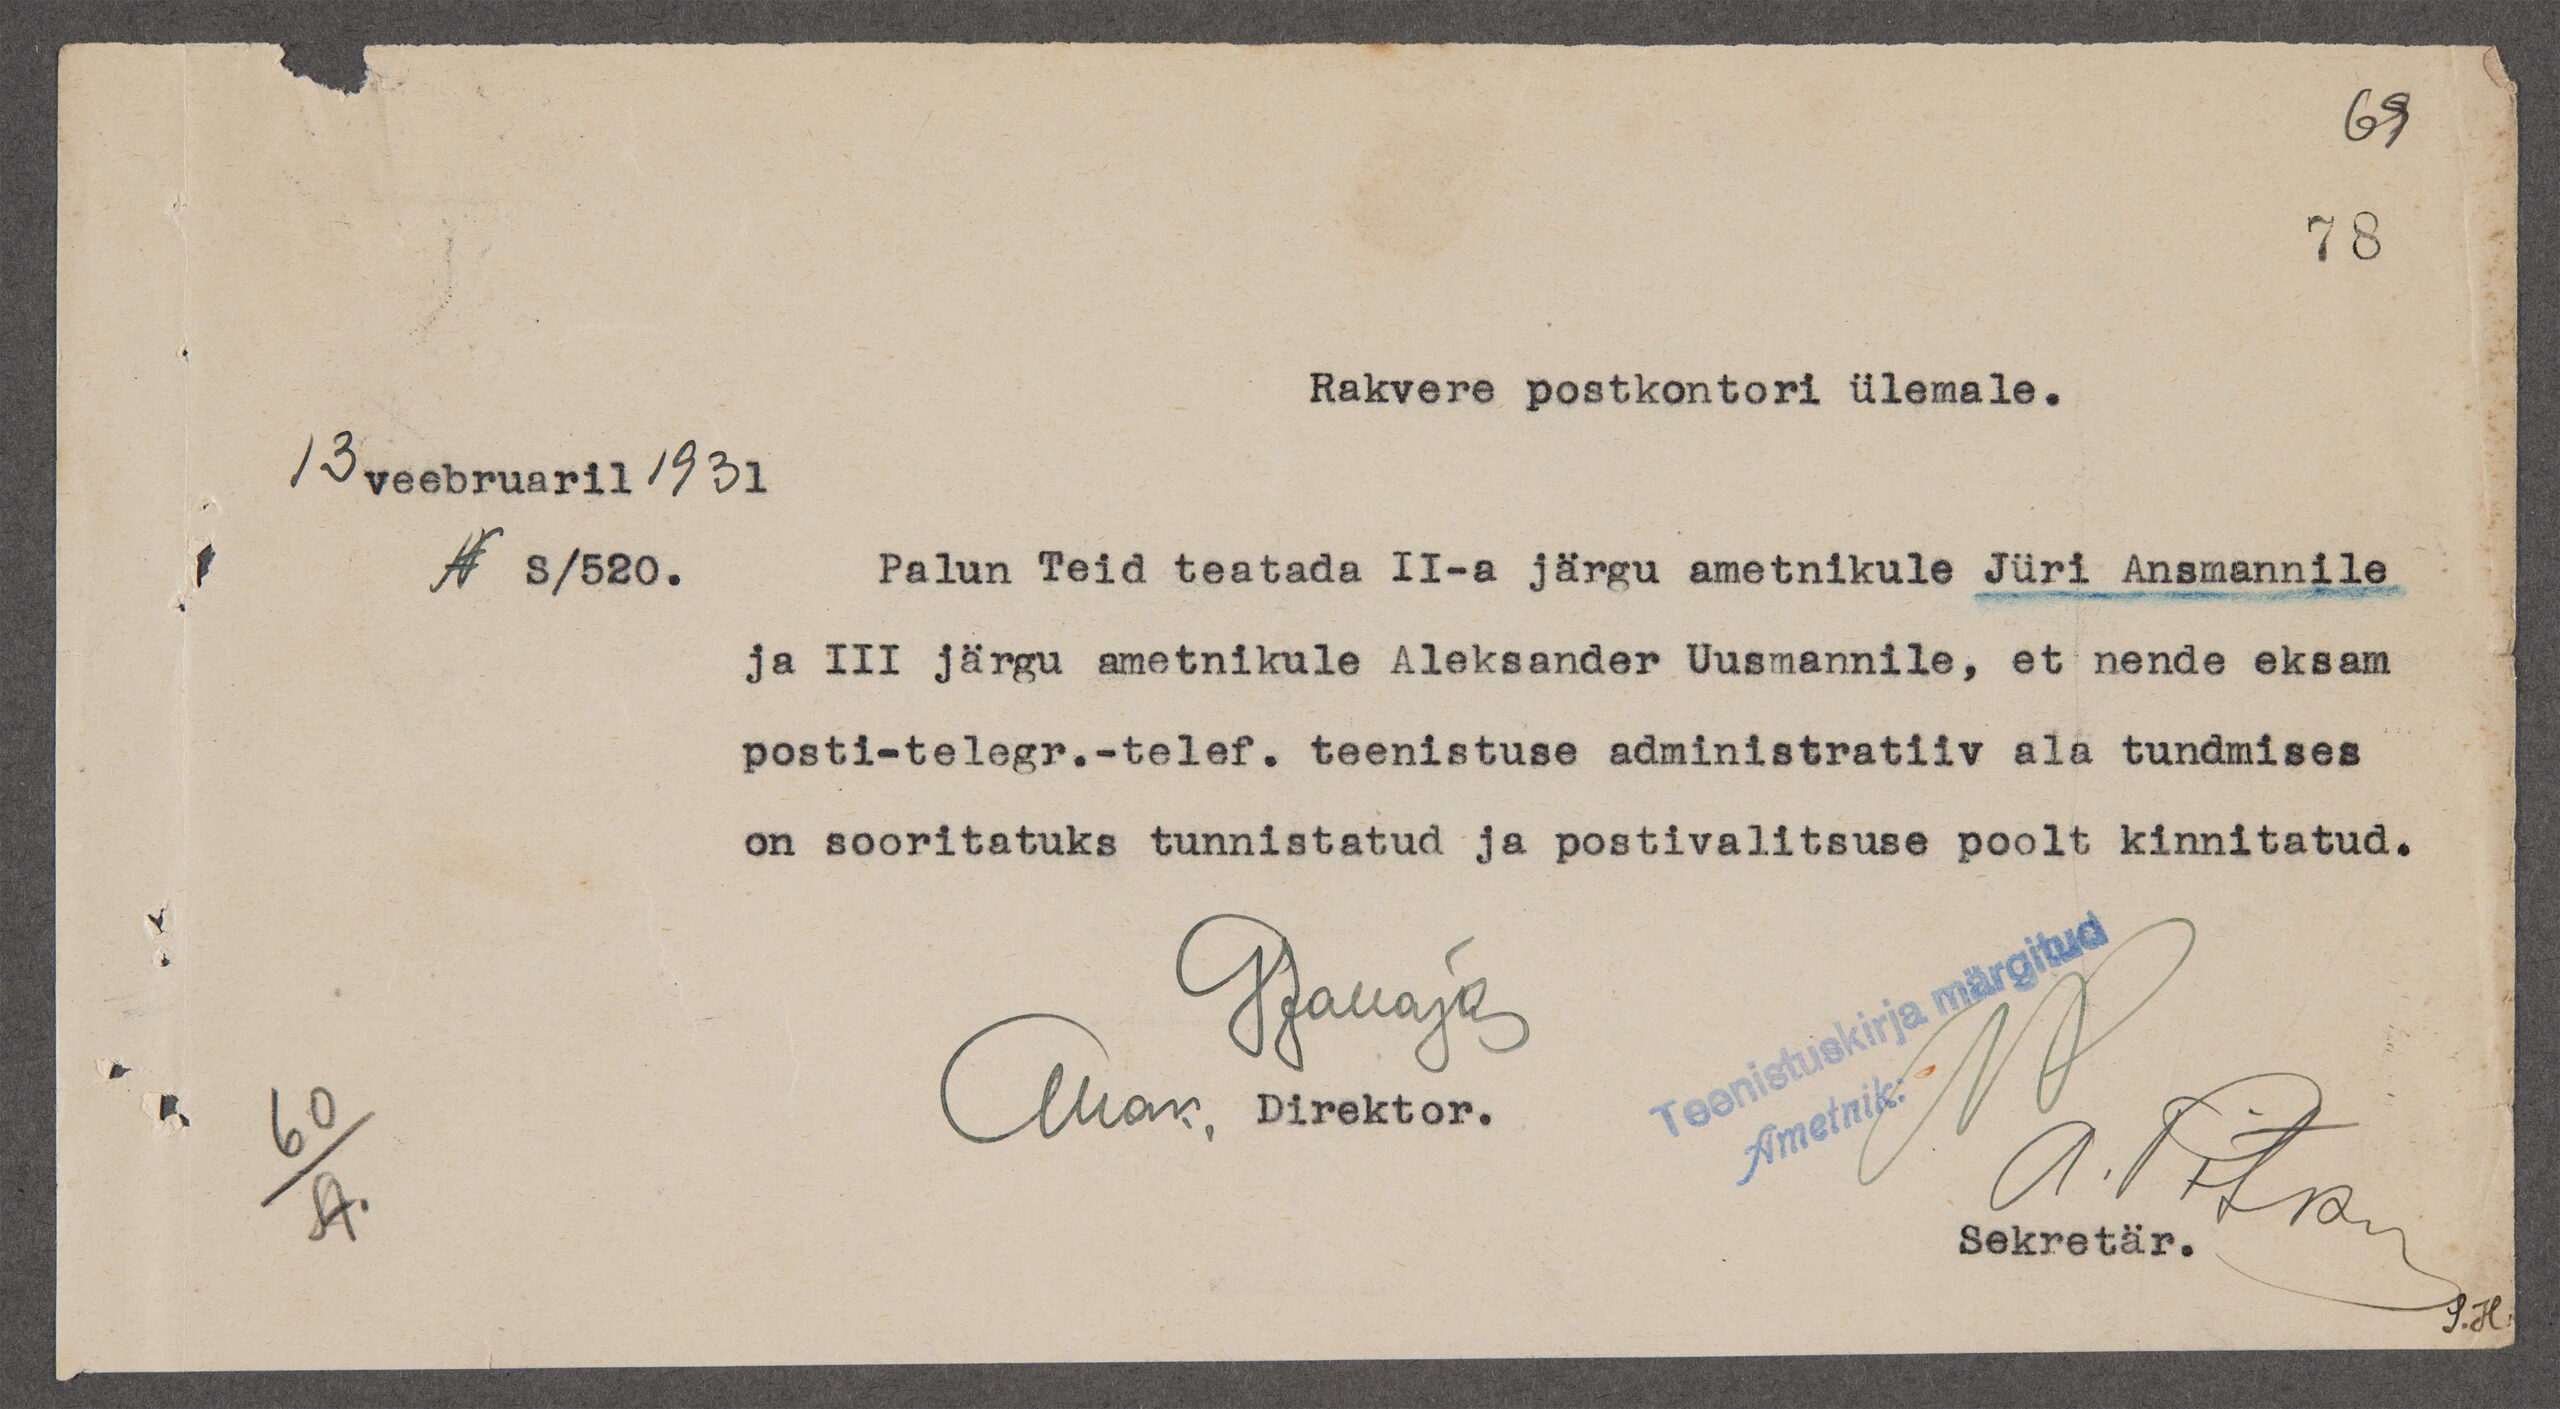 69
78
Rakvere postkontori ülemale.
13 veebruaril 1931
№ S/520.
Palun Teid teatada II-a järgu ametnikule Jüri Ansmannile
ja III järgu ametnikule Aleksander Uusmannile, et nende eksam
posti-telegr.-telef. teenistuse administratiiv ala tundmises
on sooritatuks tunnistatud ja postivalitsuse poolt kinnitatud.
Teenistuskirja märgitud
Ametnik:
Direktor.
60
A.
Sekretär.
S.H.